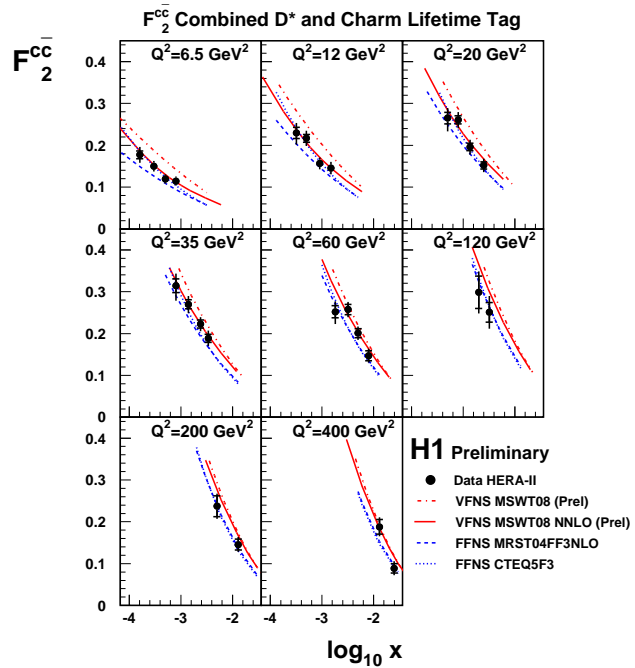 F₂^cc̄ Combined D* and Charm Lifetime Tag
F₂^cc̄
Q²=6.5 GeV² Q²=12 GeV² Q²=20 GeV²
0.4
0.3
0.2
0.1
0
Q²=35 GeV² Q²=60 GeV² Q²=120 GeV²
0.4
0.3
0.2
0.1
0
Q²=200 GeV² Q²=400 GeV²
0.4
0.3
0.2
0.1
0
H1 Preliminary
Data HERA-II
VFNS MSWT08 (Prel)
VFNS MSWT08 NNLO (Prel)
FFNS MRST04FF3NLO
FFNS CTEQ5F3
-4 -3 -2 -4 -3 -2
log₁₀ x